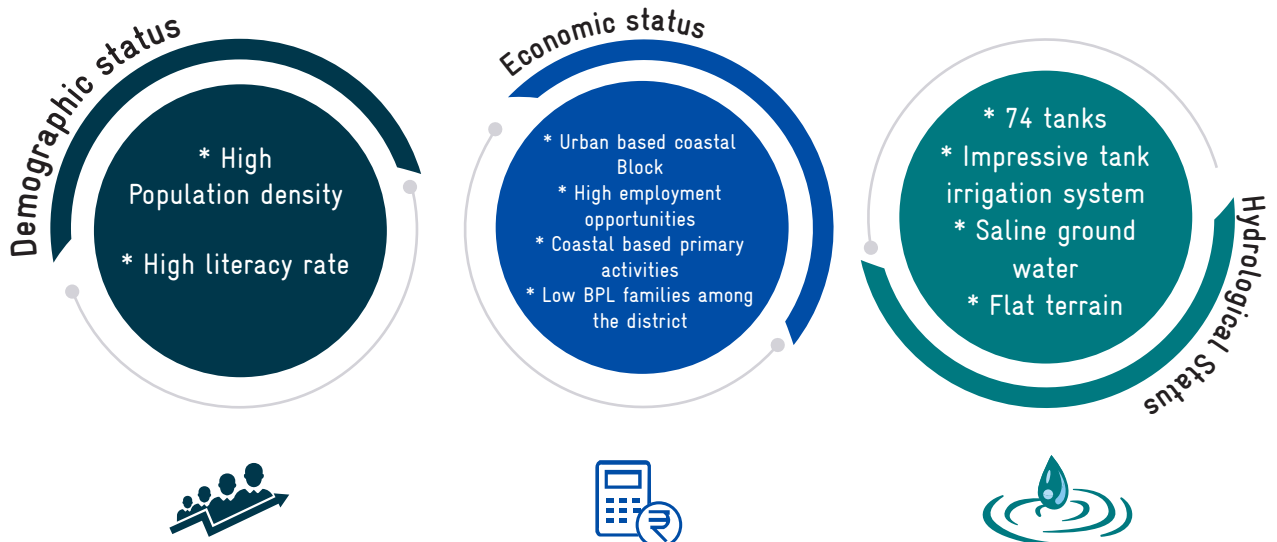 Demographic status
* High
Population density
* High literacy rate
Economic status
* Urban based coastal
Block
* High employment
opportunities
* Coastal based primary
activities
* Low BPL families among
the district
* 74 tanks
* Impressive tank
irrigation system
* Saline ground
water
* Flat terrain
Hydrological Status
₹